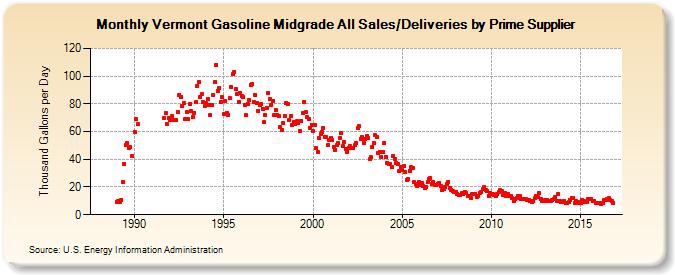 Monthly Vermont Gasoline Midgrade All Sales/Deliveries by Prime Supplier
Thousand Gallons per Day
120
100
80
60
40
20
0
1990 1995 2000 2005 2010 2015
Source: U.S. Energy Information Administration